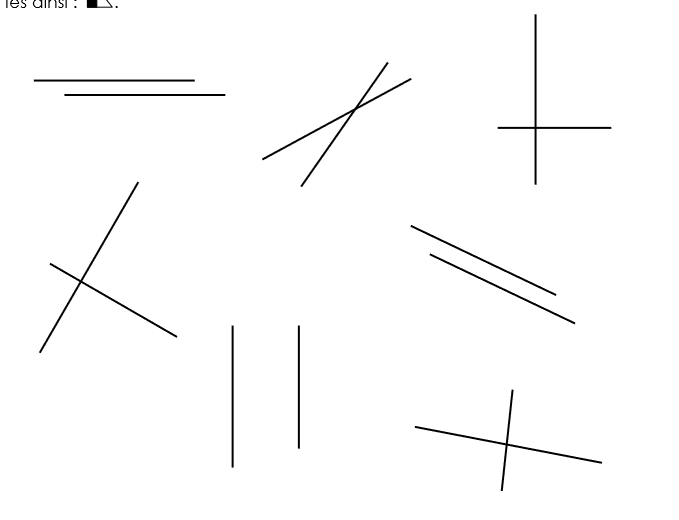 les ainsi : .